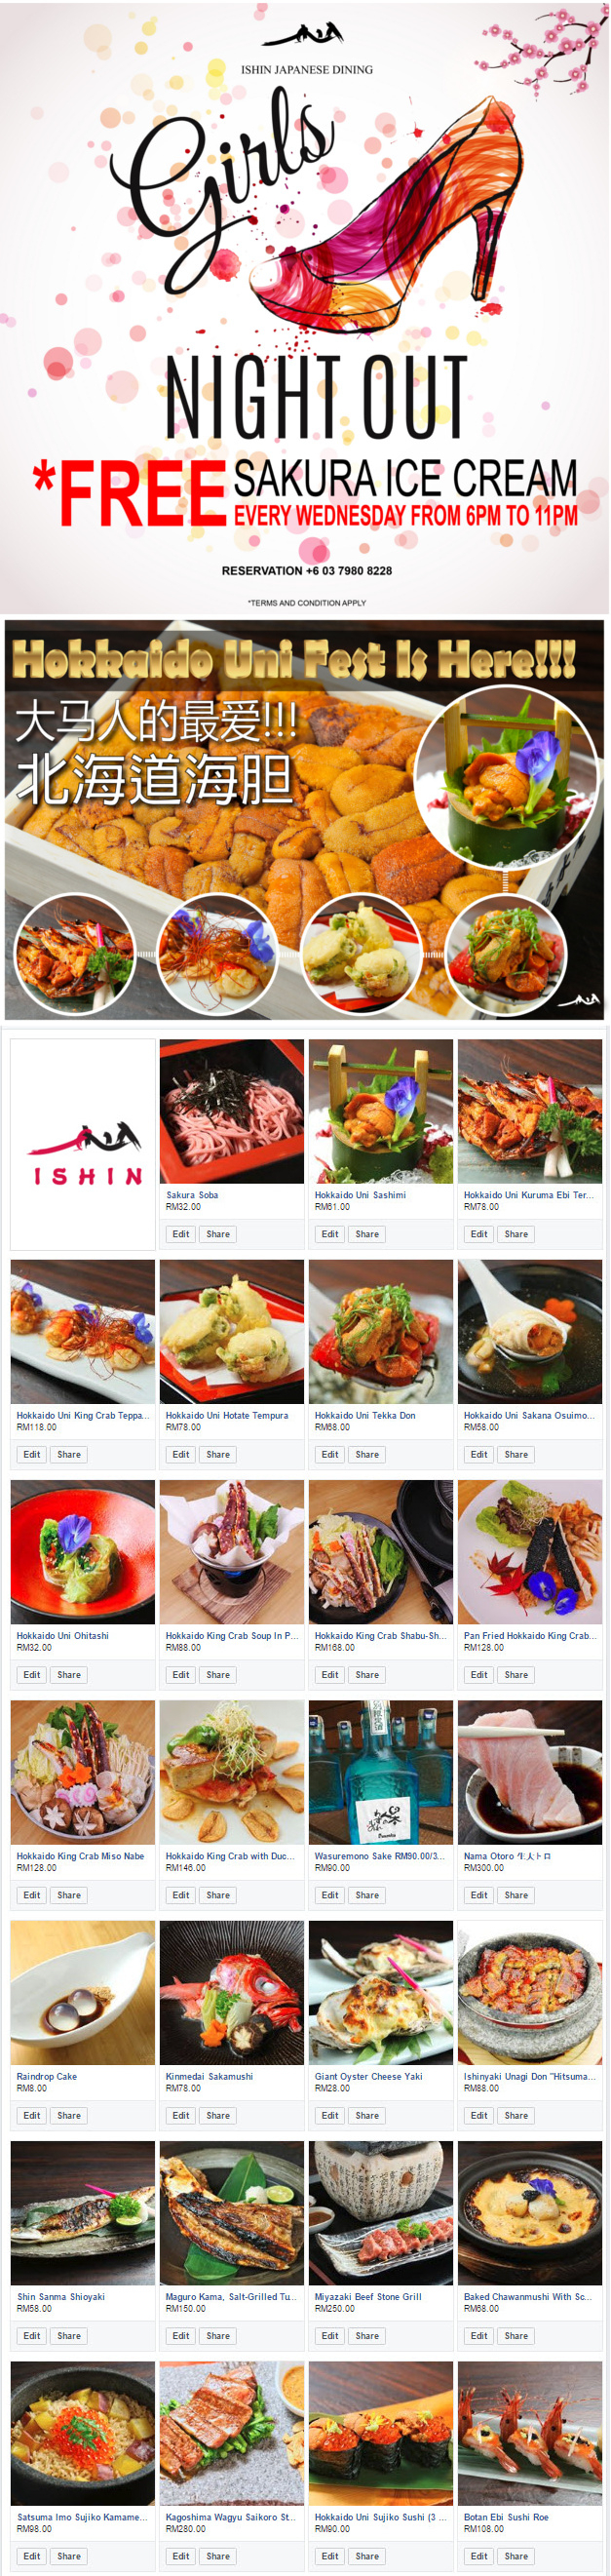 ISHIN JAPANESE DINING
Girls
NIGHT OUT
*FREE SAKURA ICE CREAM
EVERY WEDNESDAY FROM 6PM TO 11PM
RESERVATION +6 03 7980 8228
*TERMS AND CONDITION APPLY
Hokkaido Uni Fest Is Here!!!
大马人的最爱!!!
北海道海胆
ISHIN
Sakura Soba
RM32.00
Edit Share
Hokkaido Uni Sashimi
RM61.00
Edit Share
Hokkaido Uni Kuruma Ebi Ter...
RM78.00
Edit Share
Hokkaido Uni King Crab Teppa...
RM118.00
Edit Share
Hokkaido Uni Hotate Tempura
RM78.00
Edit Share
Hokkaido Uni Tekka Don
RM68.00
Edit Share
Hokkaido Uni Sakana Osuimo...
RM58.00
Edit Share
Hokkaido Uni Ohitashi
RM32.00
Edit Share
Hokkaido King Crab Soup In P...
RM88.00
Edit Share
Hokkaido King Crab Shabu-Sh...
RM168.00
Edit Share
Pan Fried Hokkaido King Crab...
RM128.00
Edit Share
Hokkaido King Crab Miso Nabe
RM128.00
Edit Share
Hokkaido King Crab with Duc...
RM146.00
Edit Share
Wasuremono Sake RM90.00/3...
RM90.00
Edit Share
Nama Otoro 生大トロ
RM300.00
Edit Share
Raindrop Cake
RM8.00
Edit Share
Kinmedai Sakamushi
RM78.00
Edit Share
Giant Oyster Cheese Yaki
RM28.00
Edit Share
Ishinyaki Unagi Don "Hitsuma...
RM88.00
Edit Share
Shin Sanma Shioyaki
RM58.00
Edit Share
Maguro Kama, Salt-Grilled Tu...
RM150.00
Edit Share
Miyazaki Beef Stone Grill
RM250.00
Edit Share
Baked Chawanmushi With Sc...
RM68.00
Edit Share
Satsuma Imo Sujiko Kamame...
RM98.00
Edit Share
Kagoshima Wagyu Saikoro St...
RM280.00
Edit Share
Hokkaido Uni Sujiko Sushi (3 ...
RM90.00
Edit Share
Botan Ebi Sushi Roe
RM108.00
Edit Share